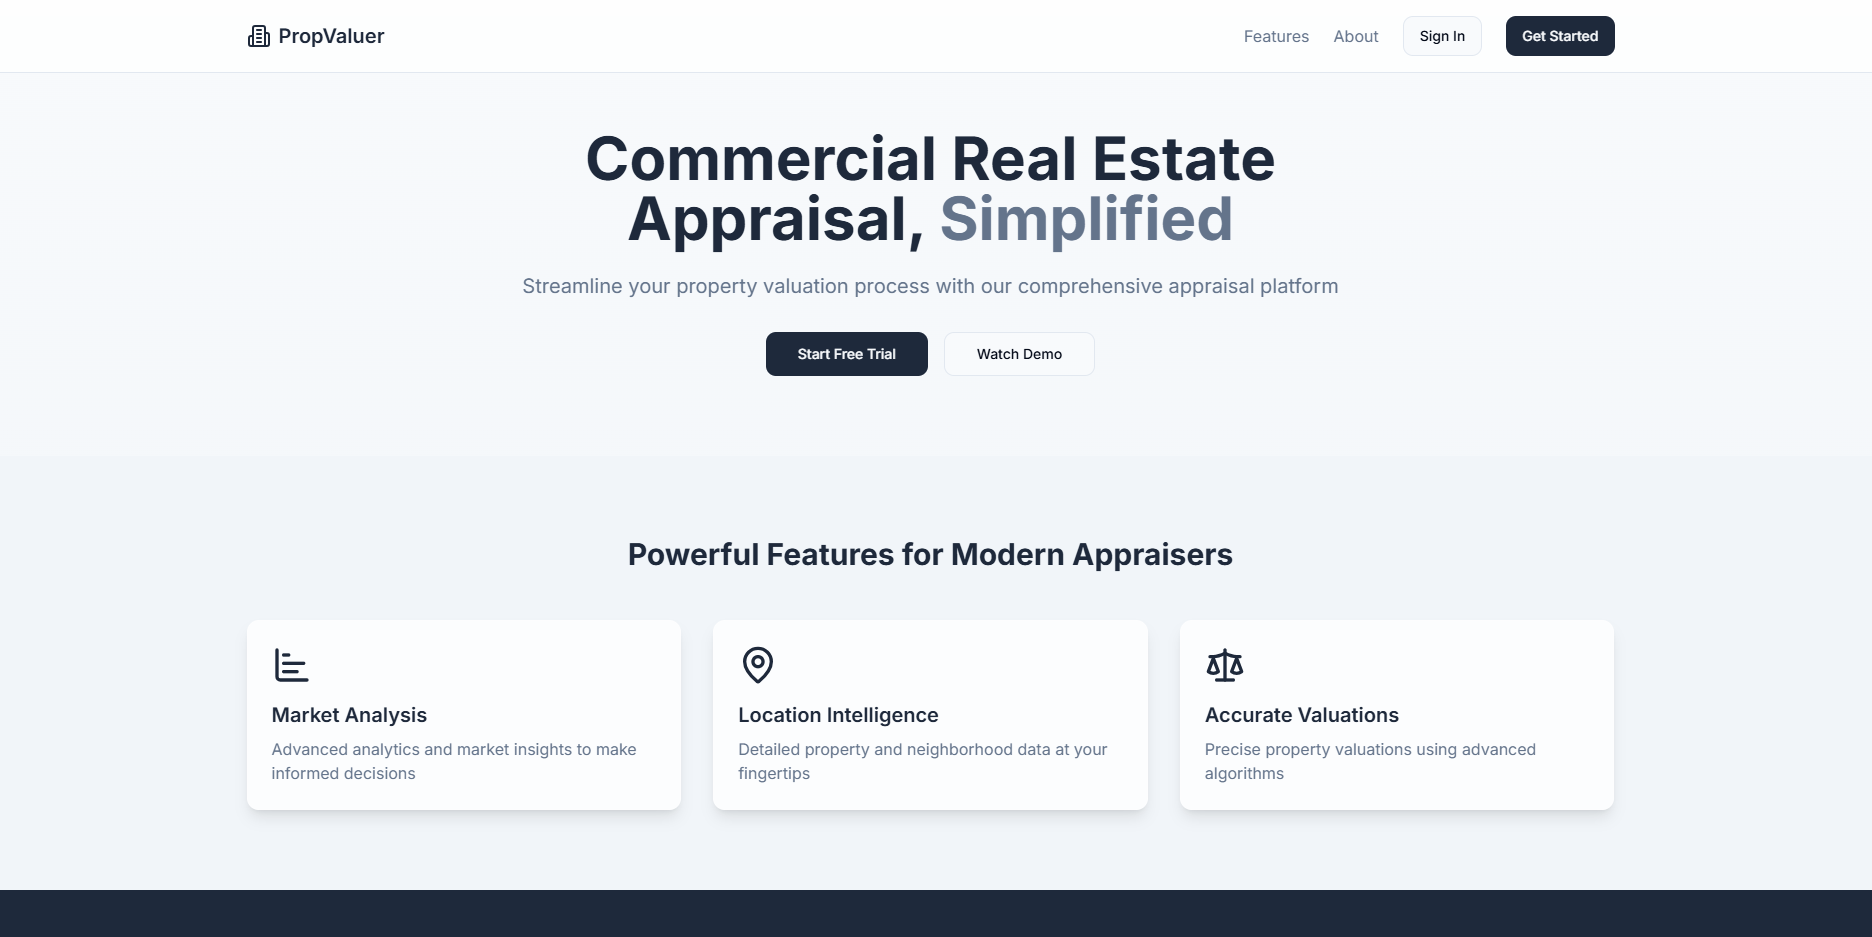 PropValuer
Features
About
Sign In
Get Started
Commercial Real Estate
Appraisal, Simplified
Streamline your property valuation process with our comprehensive appraisal platform
Start Free Trial
Watch Demo
Powerful Features for Modern Appraisers
Market Analysis
Advanced analytics and market insights to make
informed decisions
Location Intelligence
Detailed property and neighborhood data at your
fingertips
Accurate Valuations
Precise property valuations using advanced
algorithms